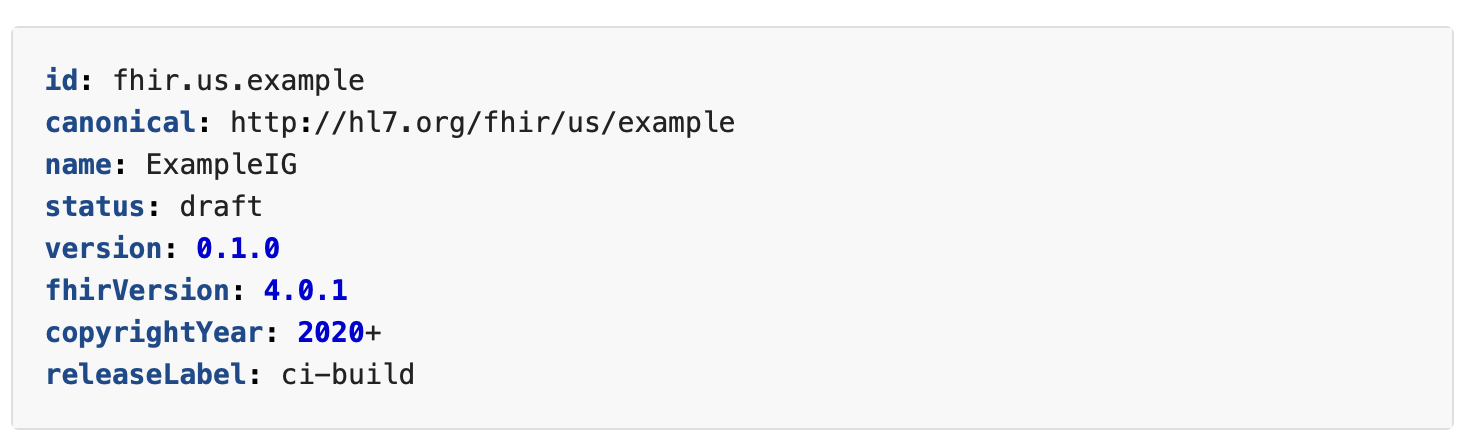 id: fhir.us.example
canonical: http://hl7.org/fhir/us/example
name: ExampleIG
status: draft
version: 0.1.0
fhirVersion: 4.0.1
copyrightYear: 2020+
releaseLabel: ci-build